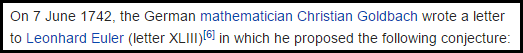 On 7 June 1742, the German mathematician Christian Goldbach wrote a letter
to Leonhard Euler (letter XLIII)[6] in which he proposed the following conjecture: